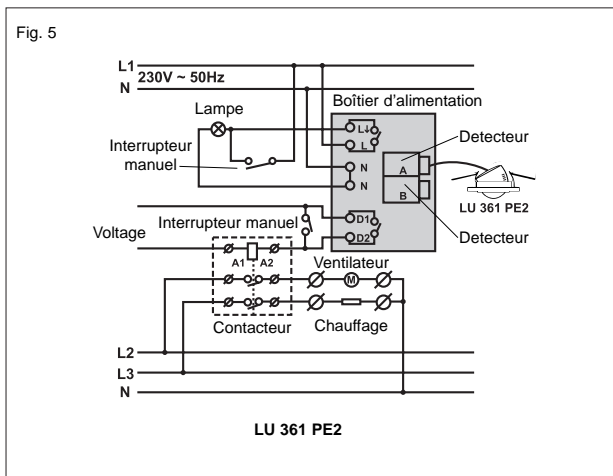 Fig. 5
L1
230V ~ 50Hz
N
Boîtier d'alimentation
Lampe
L↓
Detecteur
Interrupteur
manuel
L
N
A
N
B
LU 361 PE2
Interrupteur manuel
D1
Detecteur
Voltage
D2
A1 A2
Ventilateur
M
Contacteur
Chauffage
L2
L3
N
LU 361 PE2